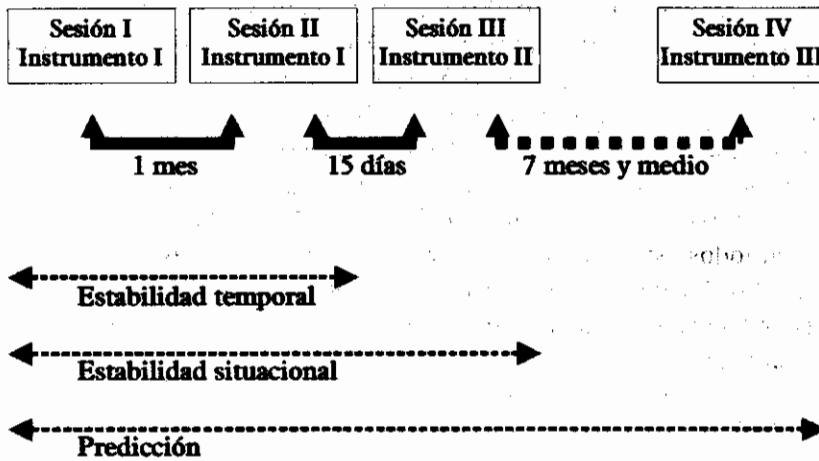 Sesión I
Instrumento I
Sesión II
Instrumento I
Sesión III
Instrumento II
Sesión IV
Instrumento III
1 mes
15 días
7 meses y medio
Estabilidad temporal
Estabilidad situacional
Predicción